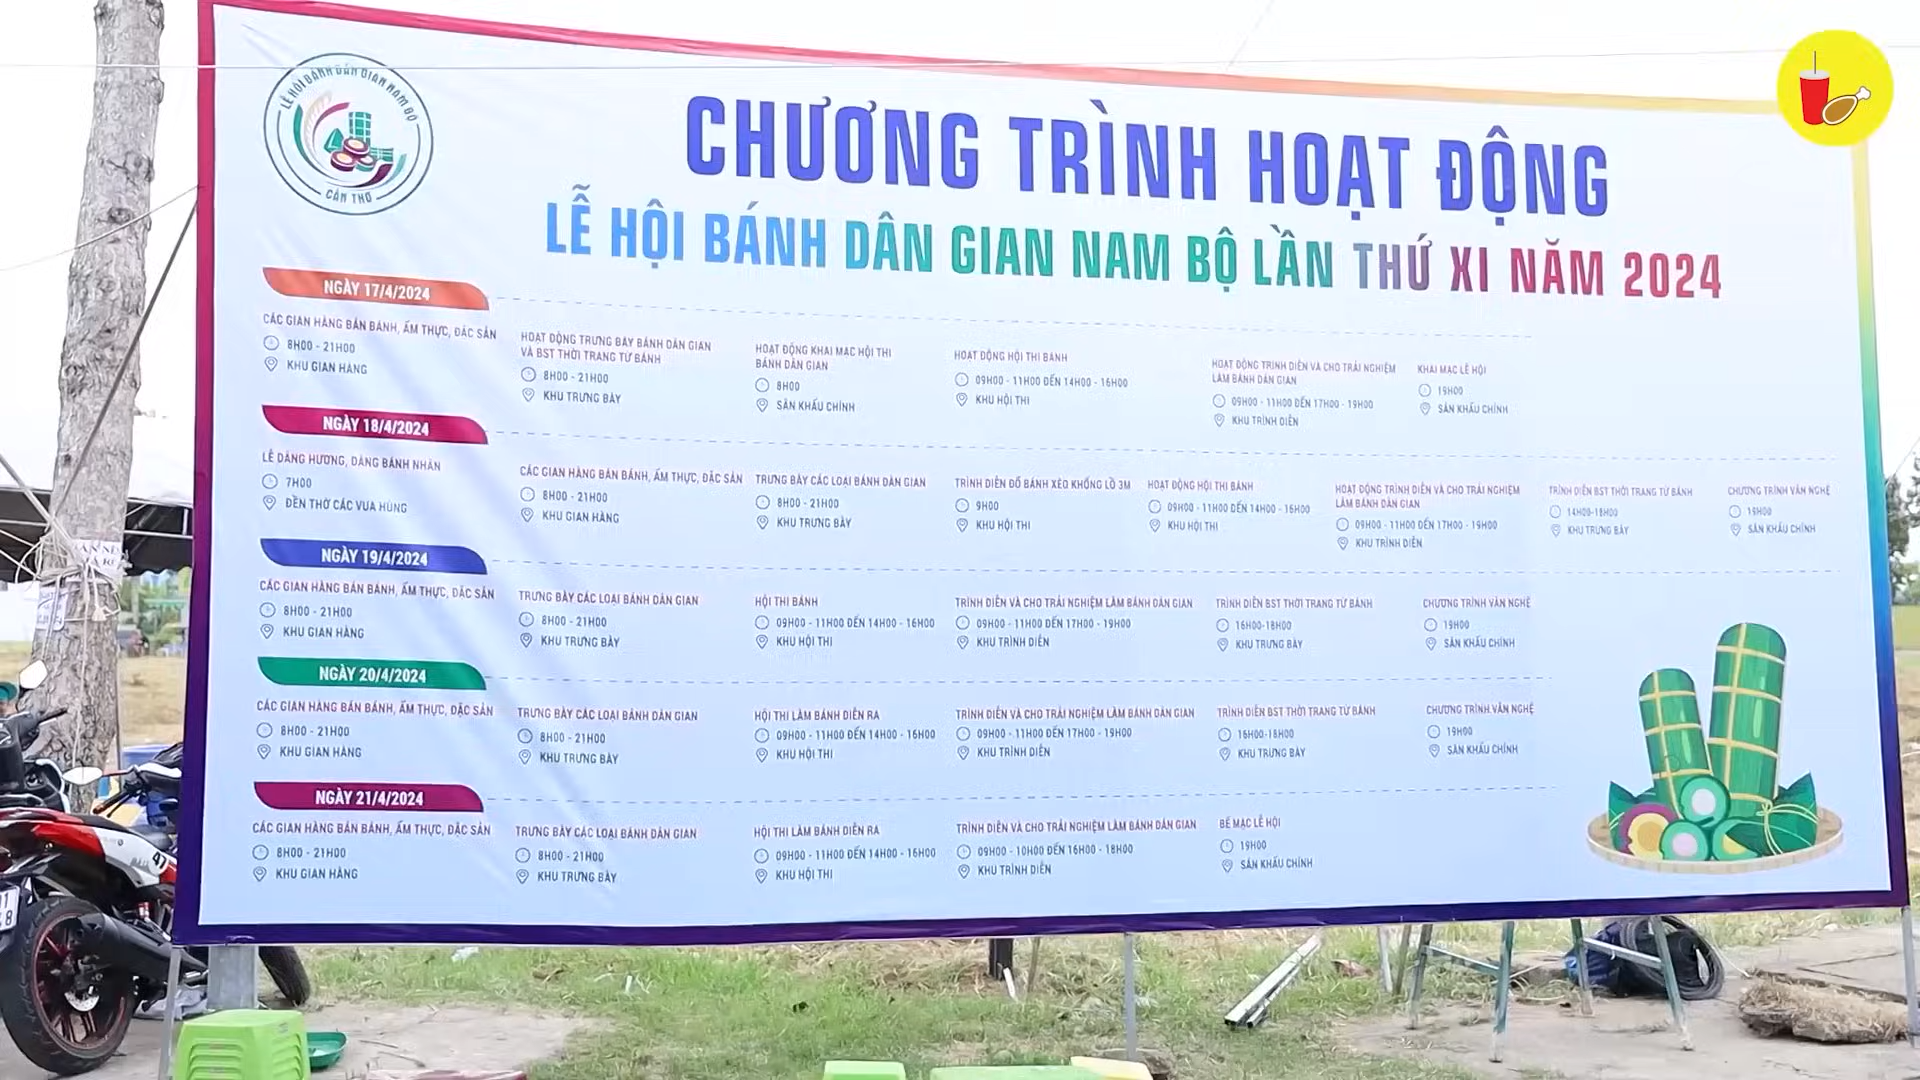 LỄ HỘI BÁNH DÂN GIAN NAM BỘ
CẦN THƠ
CHƯƠNG TRÌNH HOẠT ĐỘNG
LỄ HỘI BÁNH DÂN GIAN NAM BỘ LẦN THỨ XI NĂM 2024
NGÀY 17/4/2024
CÁC GIAN HÀNG BÁN BÁNH, ẨM THỰC, ĐẶC SẢN
8H00 - 21H00
KHU GIAN HÀNG
HOẠT ĐỘNG TRƯNG BÀY BÁNH DÂN GIAN
VÀ BST THỜI TRANG TỪ BÁNH
8H00 - 21H00
KHU TRƯNG BÀY
HOẠT ĐỘNG KHAI MẠC HỘI THI
BÁNH DÂN GIAN
8H00
SÂN KHẤU CHÍNH
HOẠT ĐỘNG HỘI THI BÁNH
09H00 - 11H00 ĐẾN 14H00 - 16H00
KHU HỘI THI
HOẠT ĐỘNG TRÌNH DIỄN VÀ CHO TRẢI NGHIỆM
LÀM BÁNH DÂN GIAN
09H00 - 11H00 ĐẾN 17H00 - 19H00
KHU TRÌNH DIỄN
KHAI MẠC LỄ HỘI
19H00
SÂN KHẤU CHÍNH
NGÀY 18/4/2024
LỄ DÂNG HƯƠNG, DÂNG BÁNH NHÂN
7H00
ĐỀN THỜ CÁC VUA HÙNG
CÁC GIAN HÀNG BÁN BÁNH, ẨM THỰC, ĐẶC SẢN
8H00 - 21H00
KHU GIAN HÀNG
TRƯNG BÀY CÁC LOẠI BÁNH DÂN GIAN
8H00 - 21H00
KHU TRƯNG BÀY
TRÌNH DIỄN ĐỔ BÁNH XÈO KHỔNG LỒ 3M
9H00
KHU HỘI THI
HOẠT ĐỘNG HỘI THI BÁNH
09H00 - 11H00 ĐẾN 14H00 - 16H00
KHU HỘI THI
HOẠT ĐỘNG TRÌNH DIỄN VÀ CHO TRẢI NGHIỆM
LÀM BÁNH DÂN GIAN
09H00 - 11H00 ĐẾN 17H00 - 19H00
KHU TRÌNH DIỄN
TRÌNH DIỄN BST THỜI TRANG TỪ BÁNH
14H00-18H00
KHU TRƯNG BÀY
CHƯƠNG TRÌNH VĂN NGHỆ
19H00
SÂN KHẤU CHÍNH
NGÀY 19/4/2024
CÁC GIAN HÀNG BÁN BÁNH, ẨM THỰC, ĐẶC SẢN
8H00 - 21H00
KHU GIAN HÀNG
TRƯNG BÀY CÁC LOẠI BÁNH DÂN GIAN
8H00 - 21H00
KHU TRƯNG BÀY
HỘI THI BÁNH
09H00 - 11H00 ĐẾN 14H00 - 16H00
KHU HỘI THI
TRÌNH DIỄN VÀ CHO TRẢI NGHIỆM LÀM BÁNH DÂN GIAN
09H00 - 11H00 ĐẾN 17H00 - 19H00
KHU TRÌNH DIỄN
TRÌNH DIỄN BST THỜI TRANG TỪ BÁNH
16H00-18H00
KHU TRƯNG BÀY
CHƯƠNG TRÌNH VĂN NGHỆ
19H00
SÂN KHẤU CHÍNH
NGÀY 20/4/2024
CÁC GIAN HÀNG BÁN BÁNH, ẨM THỰC, ĐẶC SẢN
8H00 - 21H00
KHU GIAN HÀNG
TRƯNG BÀY CÁC LOẠI BÁNH DÂN GIAN
8H00 - 21H00
KHU TRƯNG BÀY
HỘI THI LÀM BÁNH DIỄN RA
09H00 - 11H00 ĐẾN 14H00 - 16H00
KHU HỘI THI
TRÌNH DIỄN VÀ CHO TRẢI NGHIỆM LÀM BÁNH DÂN GIAN
09H00 - 11H00 ĐẾN 17H00 - 19H00
KHU TRÌNH DIỄN
TRÌNH DIỄN BST THỜI TRANG TỪ BÁNH
16H00-18H00
KHU TRƯNG BÀY
CHƯƠNG TRÌNH VĂN NGHỆ
19H00
SÂN KHẤU CHÍNH
NGÀY 21/4/2024
CÁC GIAN HÀNG BÁN BÁNH, ẨM THỰC, ĐẶC SẢN
8H00 - 21H00
KHU GIAN HÀNG
TRƯNG BÀY CÁC LOẠI BÁNH DÂN GIAN
8H00 - 21H00
KHU TRƯNG BÀY
HỘI THI LÀM BÁNH DIỄN RA
09H00 - 11H00 ĐẾN 14H00 - 16H00
KHU HỘI THI
TRÌNH DIỄN VÀ CHO TRẢI NGHIỆM LÀM BÁNH DÂN GIAN
09H00 - 10H00 ĐẾN 16H00 - 18H00
KHU TRÌNH DIỄN
BẾ MẠC LỄ HỘI
19H00
SÂN KHẤU CHÍNH
47